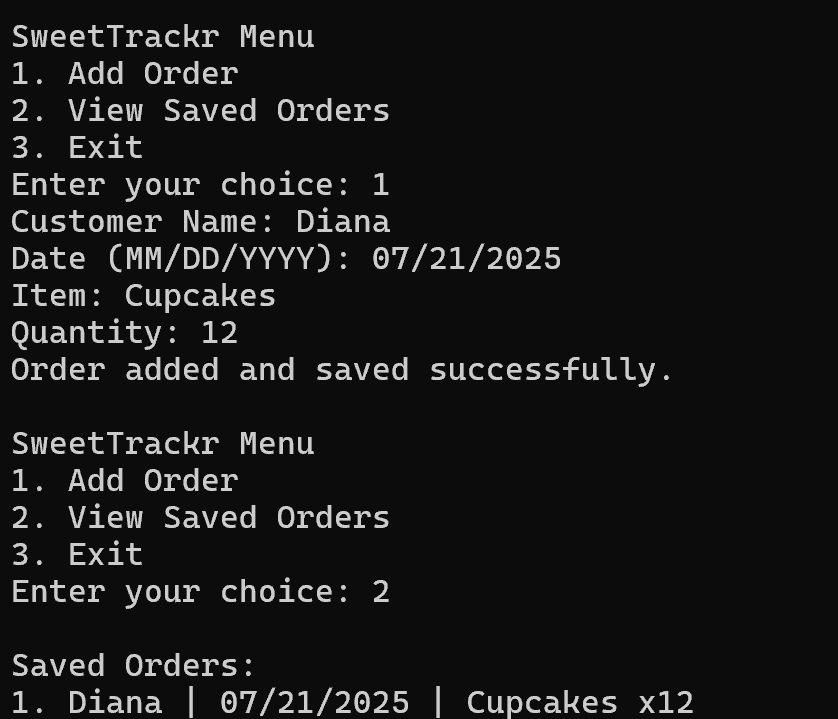 SweetTrackr Menu
1. Add Order
2. View Saved Orders
3. Exit
Enter your choice: 1
Customer Name: Diana
Date (MM/DD/YYYY): 07/21/2025
Item: Cupcakes
Quantity: 12
Order added and saved successfully.
SweetTrackr Menu
1. Add Order
2. View Saved Orders
3. Exit
Enter your choice: 2
Saved Orders:
1. Diana | 07/21/2025 | Cupcakes x12